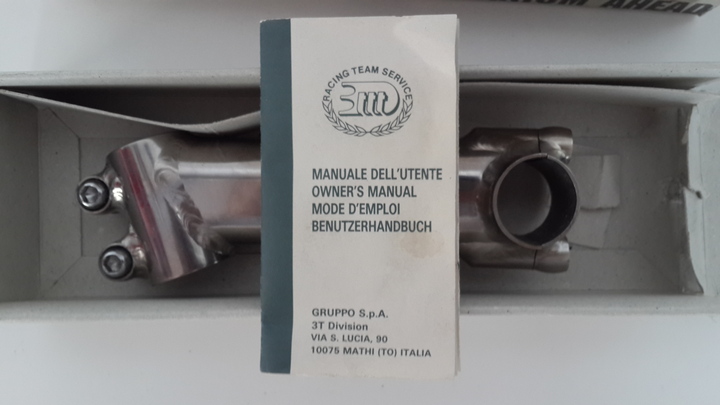 AHEAD
RACING TEAM SERVICE
3ttt
MANUALE DELL'UTENTE
OWNER'S MANUAL
MODE D'EMPLOI
BENUTZERHANDBUCH
GRUPPO S.p.A.
3T Division
VIA S. LUCIA, 90
10075 MATHI (TO) ITALIA